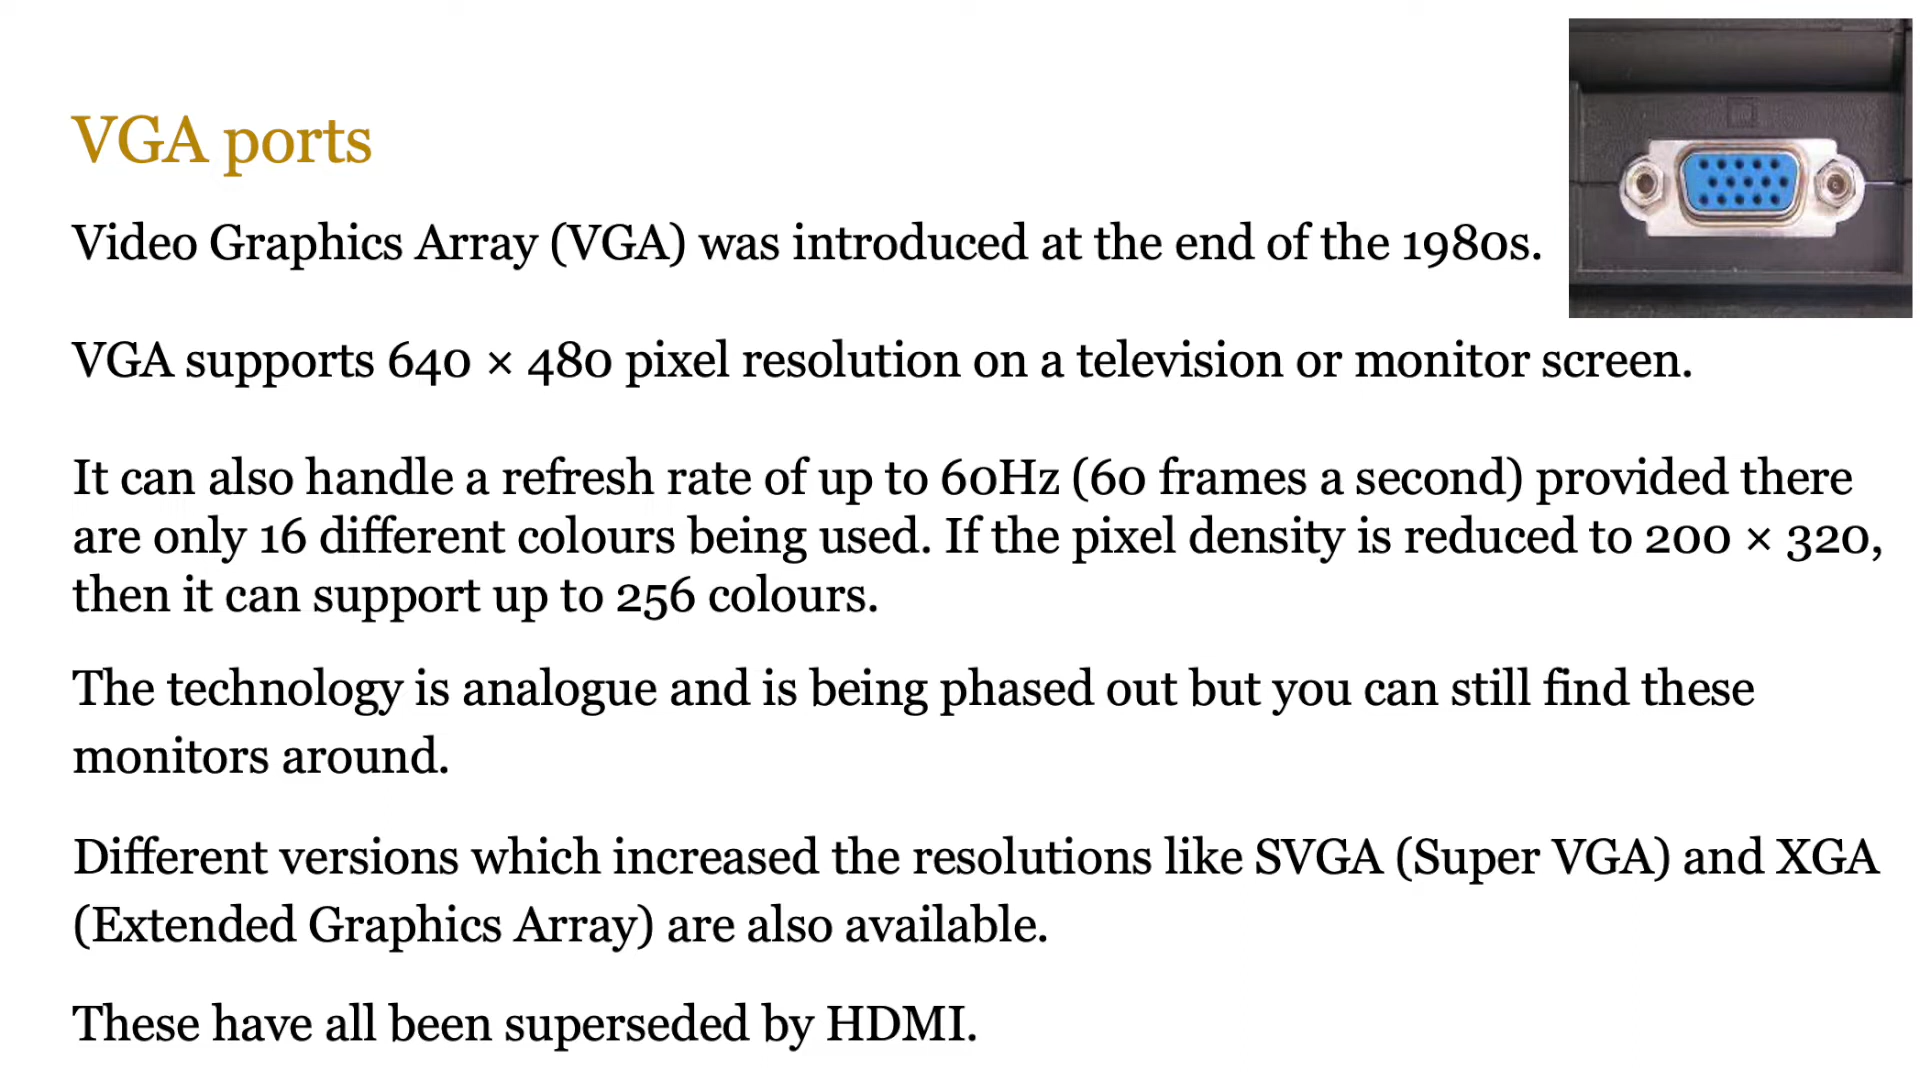 VGA ports
Video Graphics Array (VGA) was introduced at the end of the 1980s.
VGA supports 640 × 480 pixel resolution on a television or monitor screen.
It can also handle a refresh rate of up to 60Hz (60 frames a second) provided there
are only 16 different colours being used. If the pixel density is reduced to 200 × 320,
then it can support up to 256 colours.
The technology is analogue and is being phased out but you can still find these
monitors around.
Different versions which increased the resolutions like SVGA (Super VGA) and XGA
(Extended Graphics Array) are also available.
These have all been superseded by HDMI.